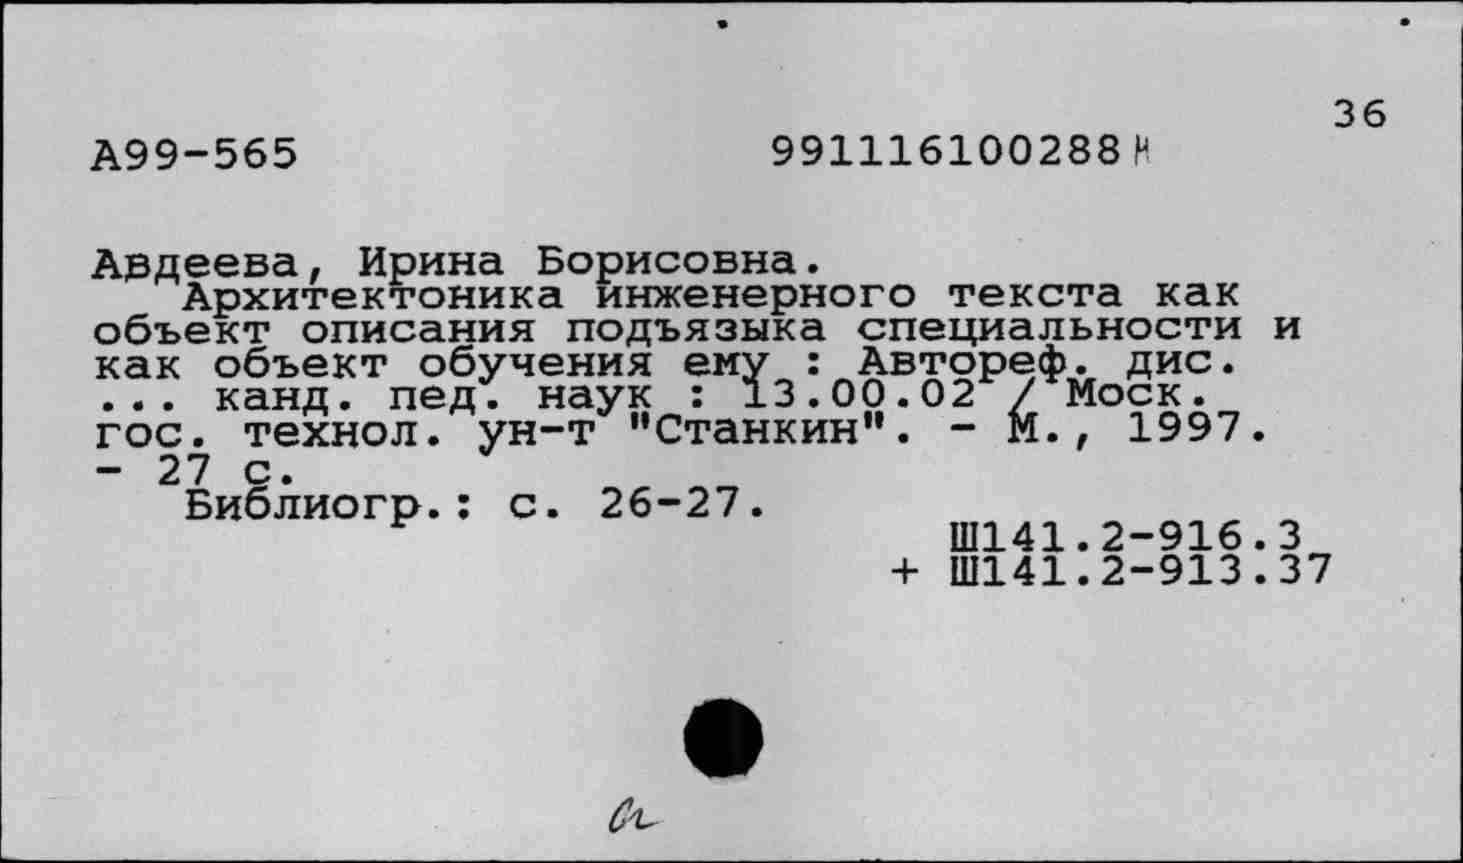 36
А99-565 991116100288 И
Авдеева, Ирина Борисовна.
Архитектоника инженерного текста как
объект описания подъязыка специальности и
как объект обучения ему : Автореф. дис.
... канд. пед. наук : 13.00.02 / Моск.
гос. технол. ун-т "Станкин". - М., 1997.
- 27 с.
Библиогр.: с. 26-27.
Ш141.2-916.3
+ Ш141.2-913.37